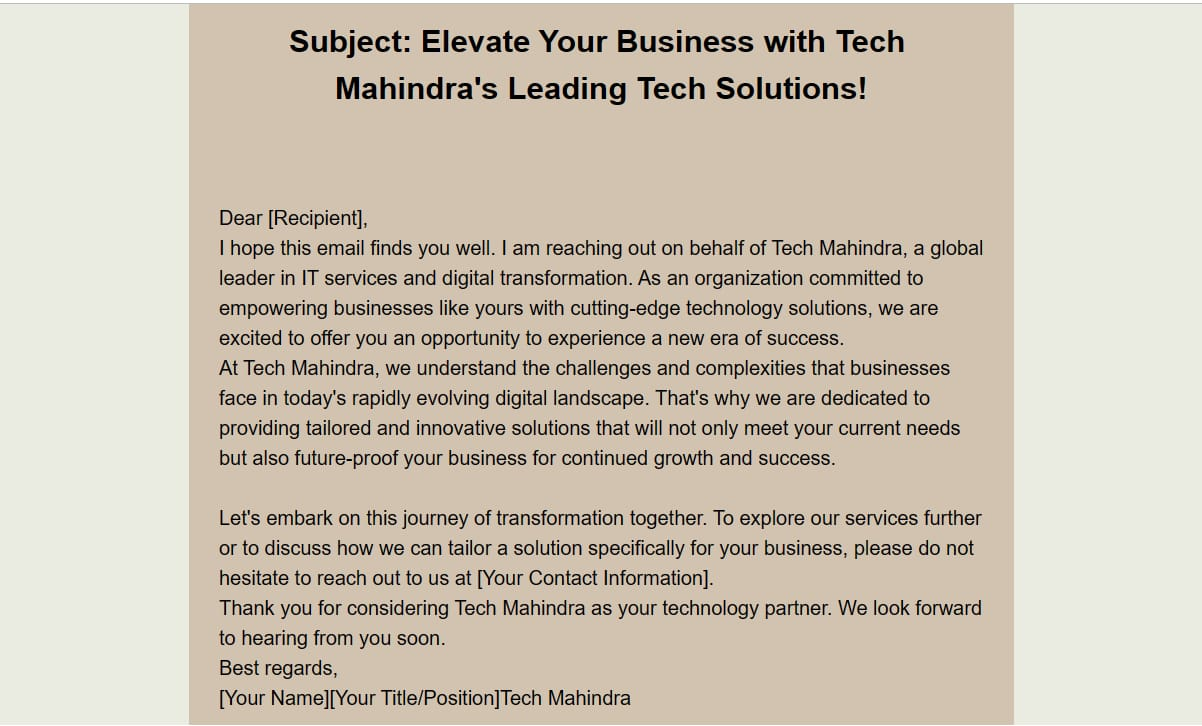 Subject: Elevate Your Business with Tech
Mahindra's Leading Tech Solutions!
Dear [Recipient],
I hope this email finds you well. I am reaching out on behalf of Tech Mahindra, a global
leader in IT services and digital transformation. As an organization committed to
empowering businesses like yours with cutting-edge technology solutions, we are
excited to offer you an opportunity to experience a new era of success.
At Tech Mahindra, we understand the challenges and complexities that businesses
face in today's rapidly evolving digital landscape. That's why we are dedicated to
providing tailored and innovative solutions that will not only meet your current needs
but also future-proof your business for continued growth and success.
Let's embark on this journey of transformation together. To explore our services further
or to discuss how we can tailor a solution specifically for your business, please do not
hesitate to reach out to us at [Your Contact Information].
Thank you for considering Tech Mahindra as your technology partner. We look forward
to hearing from you soon.
Best regards,
[Your Name][Your Title/Position]Tech Mahindra